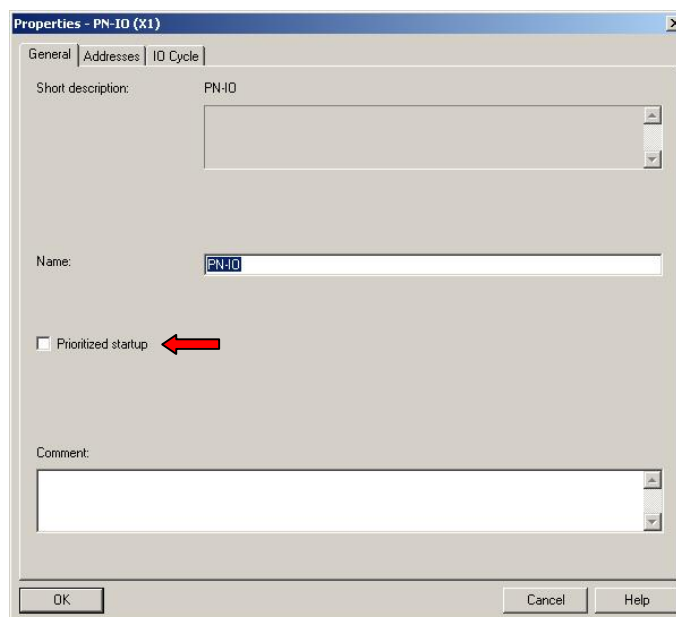 Properties - PN-IO (X1)
General Addresses IO Cycle
Short description: PN-IO
Name: PN-IO
Prioritized startup
Comment:
OK Cancel Help